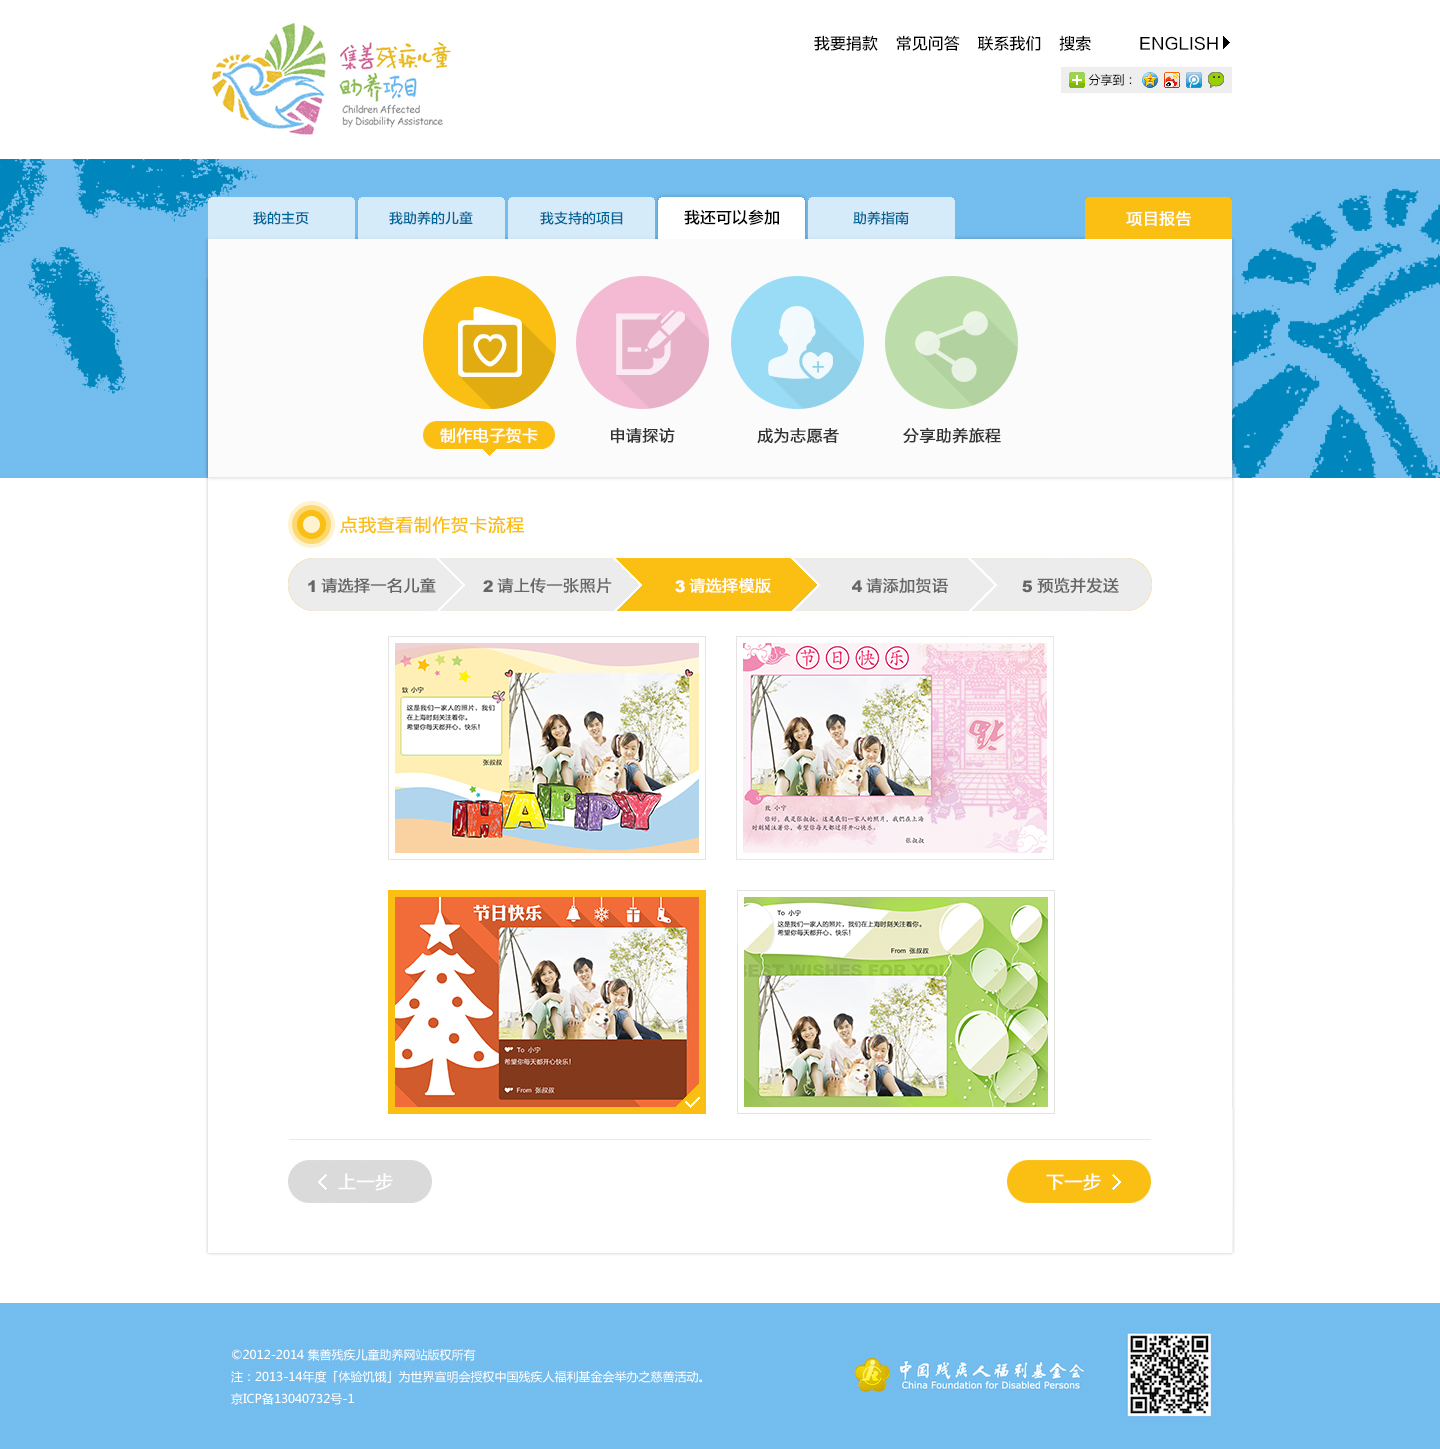 集善残疾儿童
助养项目
Children Affected
by Disability Assistance
我要捐款 常见问答 联系我们 搜索 ENGLISH
分享到：
我的主页 我助养的儿童 我支持的项目 我还可以参加 助养指南 项目报告
制作电子贺卡 申请探访 成为志愿者 分享助养旅程
点我查看制作贺卡流程
1 请选择一名儿童 2 请上传一张照片 3 请选择模版 4 请添加贺语 5 预览并发送
致 小宁
这是我们一家人的照片，我们
在上海时刻关注着你。
希望你每天都开心、快乐！
张叔叔
HAPPY
节日快乐
福
致 小宁
你好，我是张叔叔。这是我们一家人的照片，我们在上海
时刻关注着你、希望你每天都过得开心快乐。
张叔叔
节日快乐
To 小宁
希望你每天都开心快乐！
From 张叔叔
To 小宁
这是我们一家人的照片，我们在上海时刻关注着你。
希望你每天都开心、快乐！
From 张叔叔
BEST WISHES FOR YOU
上一步 下一步
©2012-2014 集善残疾儿童助养网站版权所有
注：2013-14年度「体验饥饿」为世界宣明会授权中国残疾人福利基金会举办之慈善活动。
京ICP备13040732号-1
中国残疾人福利基金会
China Foundation for Disabled Persons